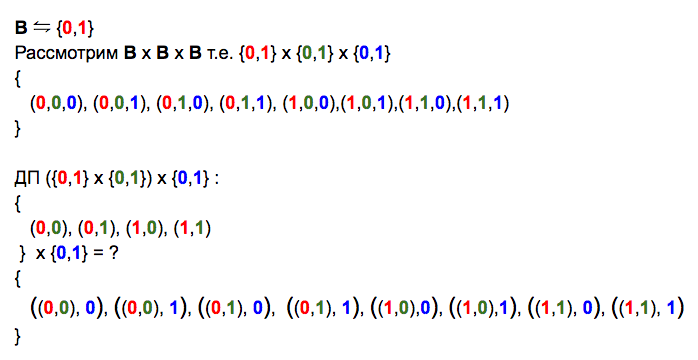 B ⇆ {0,1}
Рассмотрим B x B x B т.е. {0,1} x {0,1} x {0,1}
{
(0,0,0), (0,0,1), (0,1,0), (0,1,1), (1,0,0),(1,0,1),(1,1,0),(1,1,1)
}
ДП ({0,1} x {0,1}) x {0,1} :
{
(0,0), (0,1), (1,0), (1,1)
} x {0,1} = ?
{
((0,0), 0), ((0,0), 1), ((0,1), 0), ((0,1), 1), ((1,0),0), ((1,0),1), ((1,1), 0), ((1,1), 1)
}